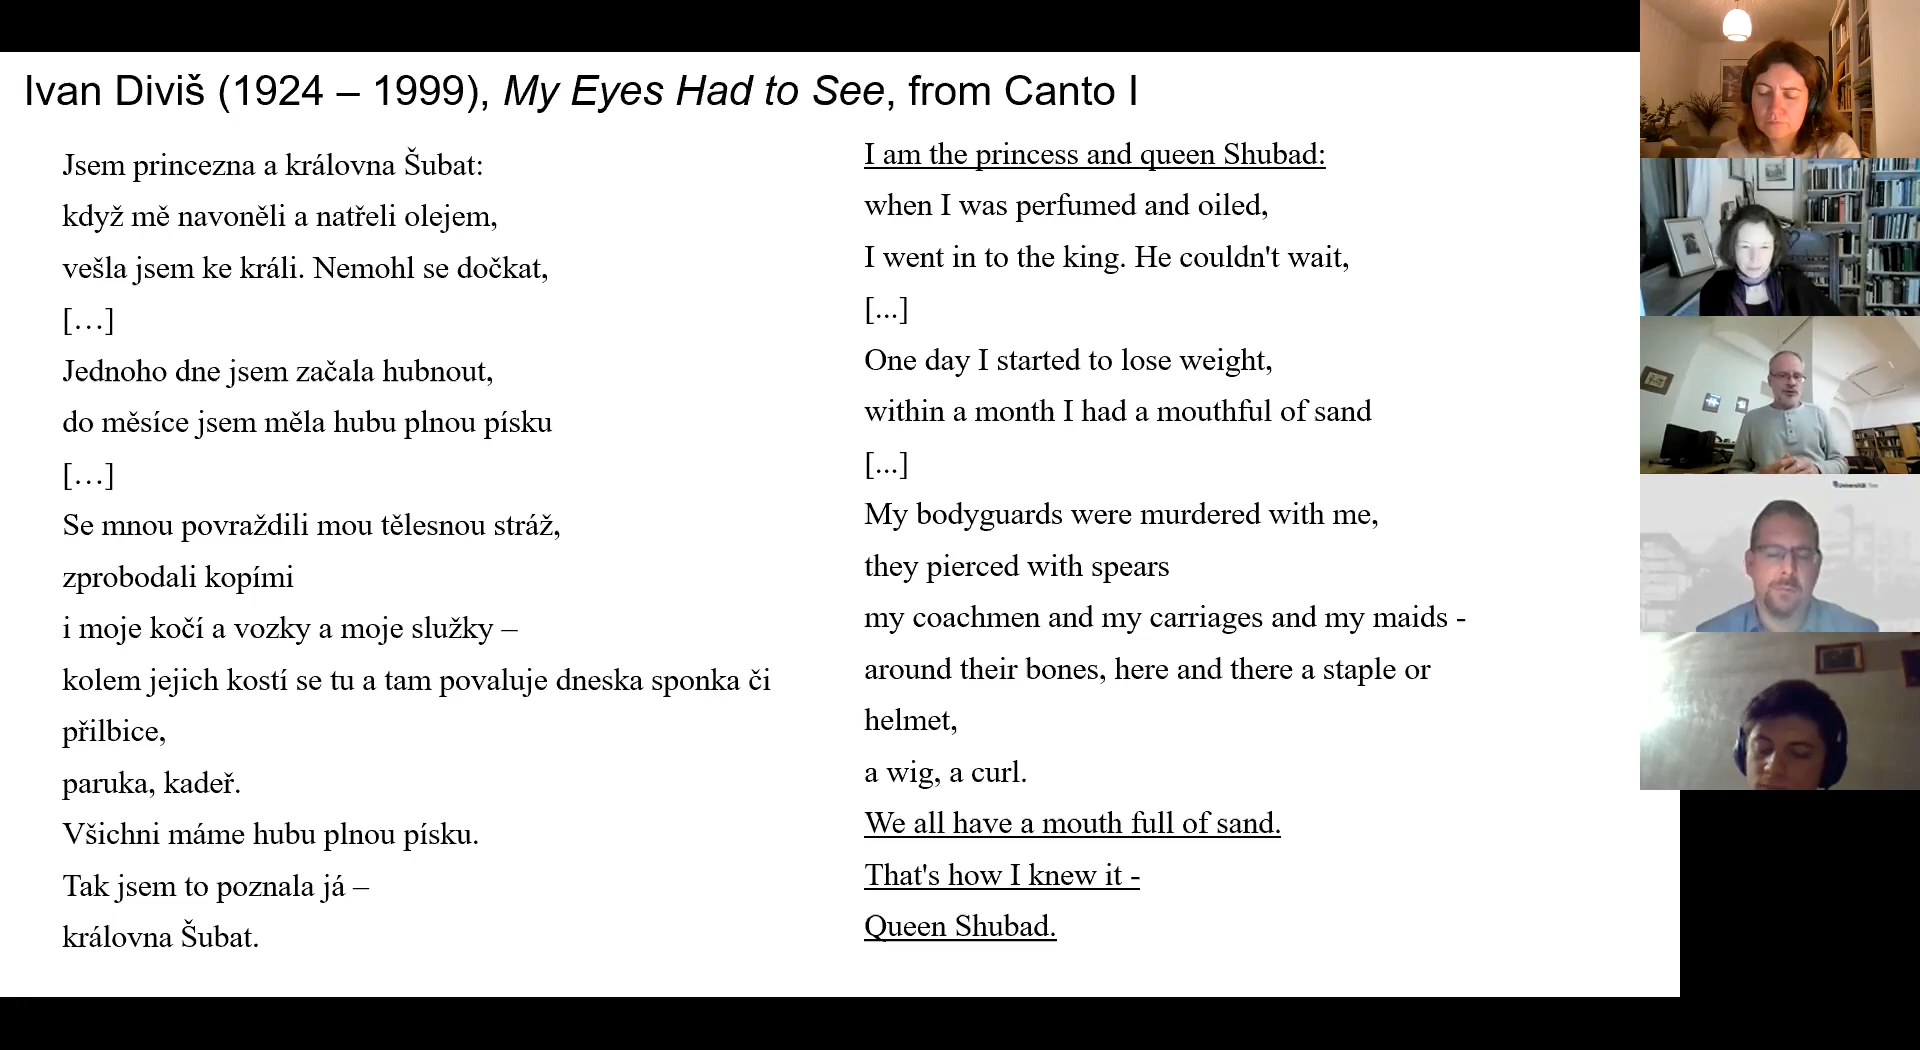 Ivan Diviš (1924 – 1999), My Eyes Had to See, from Canto I
Jsem princezna a královna Šubat:
když mě navoněli a natřeli olejem,
vešla jsem ke králi. Nemohl se dočkat,
[…]
Jednoho dne jsem začala hubnout,
do měsíce jsem měla hubu plnou písku
[…]
Se mnou povraždili mou tělesnou stráž,
zprobodali kopími
i moje kočí a vozky a moje služky –
kolem jejich kostí se tu a tam povaluje dneska sponka či
přilbice,
paruka, kadeř.
Všichni máme hubu plnou písku.
Tak jsem to poznala já –
královna Šubat.
I am the princess and queen Shubad:
when I was perfumed and oiled,
I went in to the king. He couldn't wait,
[...]
One day I started to lose weight,
within a month I had a mouthful of sand
[...]
My bodyguards were murdered with me,
they pierced with spears
my coachmen and my carriages and my maids -
around their bones, here and there a staple or
helmet,
a wig, a curl.
We all have a mouth full of sand.
That's how I knew it -
Queen Shubad.
Universität